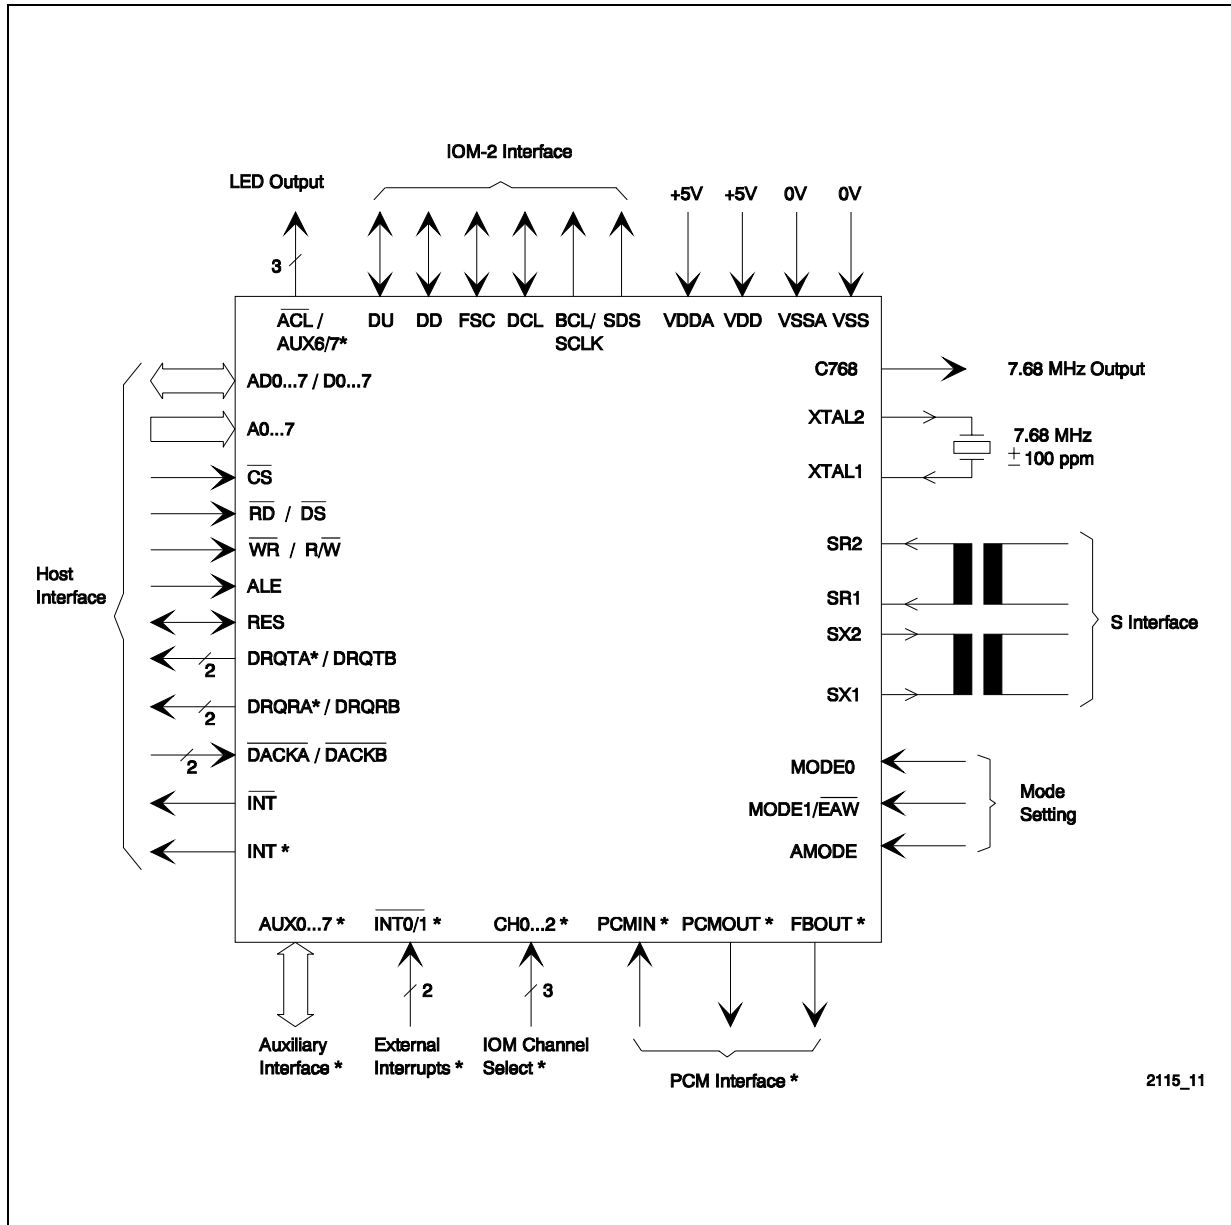 IOM-2 Interface
LED Output
+5V
+5V
0V
0V
3
ACL /
AUX6/7*
DU
DD
FSC
DCL
BCL/
SCLK
SDS
VDDA
VDD
VSSA
VSS
C768
7.68 MHz Output
AD0...7 / D0...7
A0...7
XTAL2
7.68 MHz
± 100 ppm
XTAL1
CS
RD / DS
WR / R/W
ALE
RES
DRQTA* / DRQTB
2
DRQRA* / DRQRB
2
DACKA / DACKB
2
INT
INT *
Host
Interface
SR2
SR1
SX2
SX1
S Interface
MODE0
MODE1/EAW
AMODE
Mode
Setting
AUX0...7 *
INT0/1 *
CH0...2 *
PCMIN *
PCMOUT *
FBOUT *
2
3
Auxiliary
Interface *
External
Interrupts *
IOM Channel
Select *
PCM Interface *
2115_11